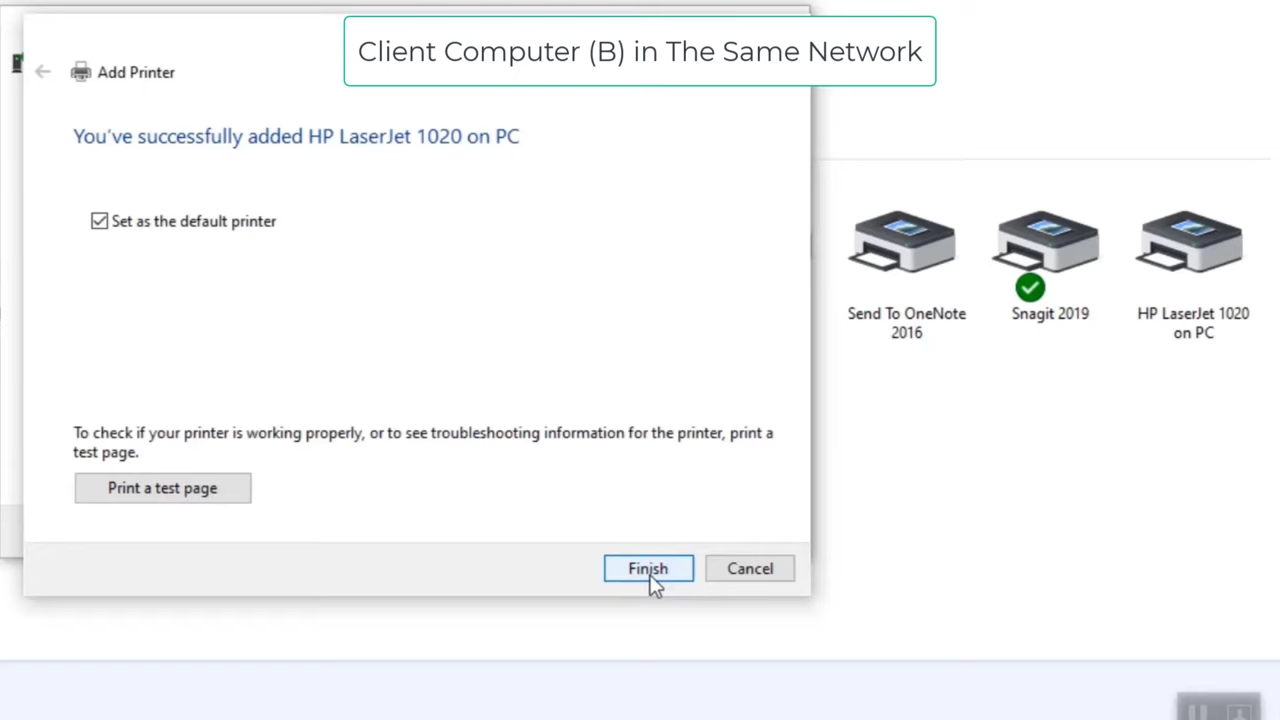 Client Computer (B) in The Same Network
Add Printer
You've successfully added HP LaserJet 1020 on PC
Set as the default printer
Send To OneNote
2016
Snagit 2019
HP LaserJet 1020
on PC
To check if your printer is working properly, or to see troubleshooting information for the printer, print a
test page.
Print a test page
Finish
Cancel